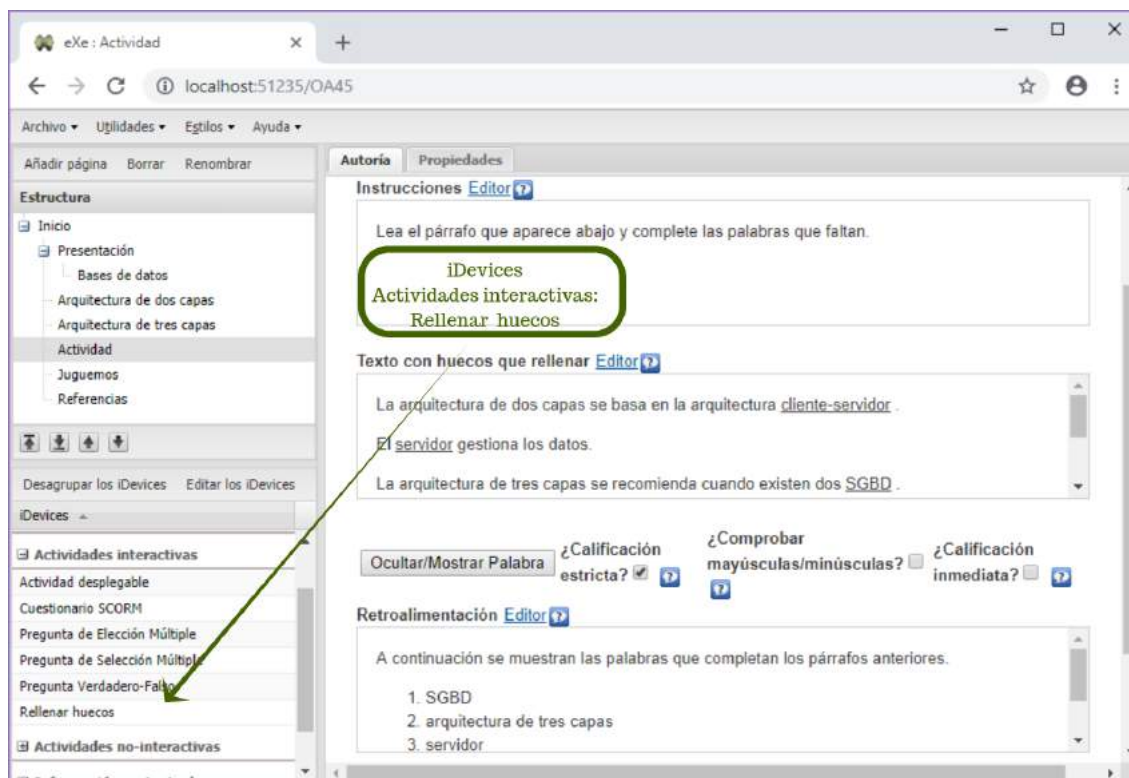 eXe : Actividad
localhost:51235/OA45
Archivo Utilidades Estilos Ayuda
Añadir página Borrar Renombrar
Estructura
Inicio
Presentación
Bases de datos
Arquitectura de dos capas
Arquitectura de tres capas
Actividad
Juguemos
Referencias
Desagrupar los iDevices Editar los iDevices
iDevices
Actividades interactivas
Actividad desplegable
Cuestionario SCORM
Pregunta de Elección Múltiple
Pregunta de Selección Múltiple
Pregunta Verdadero-Falso
Rellenar huecos
Actividades no-interactivas
Autoría Propiedades
Instrucciones Editor
Lea el párrafo que aparece abajo y complete las palabras que faltan.
iDevices
Actividades interactivas:
Rellenar huecos
Texto con huecos que rellenar Editor
La arquitectura de dos capas se basa en la arquitectura cliente-servidor .
El servidor gestiona los datos.
La arquitectura de tres capas se recomienda cuando existen dos SGBD .
Ocultar/Mostrar Palabra
¿Calificación
estricta?
¿Comprobar
mayúsculas/minúsculas?
¿Calificación
inmediata?
Retroalimentación Editor
A continuación se muestran las palabras que completan los párrafos anteriores.
1. SGBD
2. arquitectura de tres capas
3. servidor